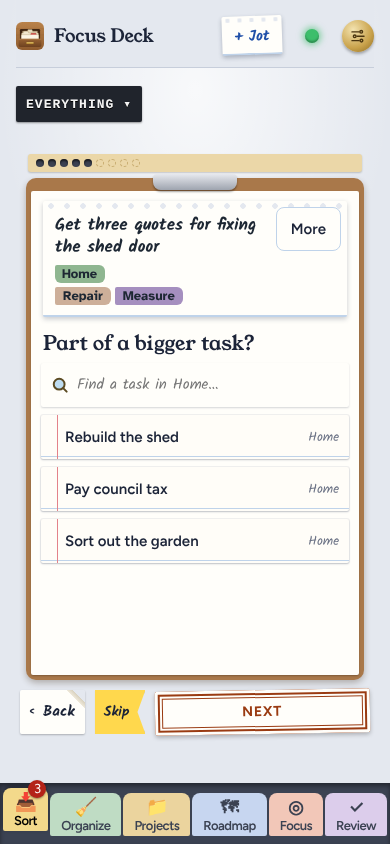 Focus Deck
+ Jot
EVERYTHING ▾
Get three quotes for fixing
the shed door
More
Home
Repair
Measure
Part of a bigger task?
Find a task in Home...
Rebuild the shed
Home
Pay council tax
Home
Sort out the garden
Home
‹ Back
Skip
NEXT
3
Sort
Organize
Projects
Roadmap
Focus
Review